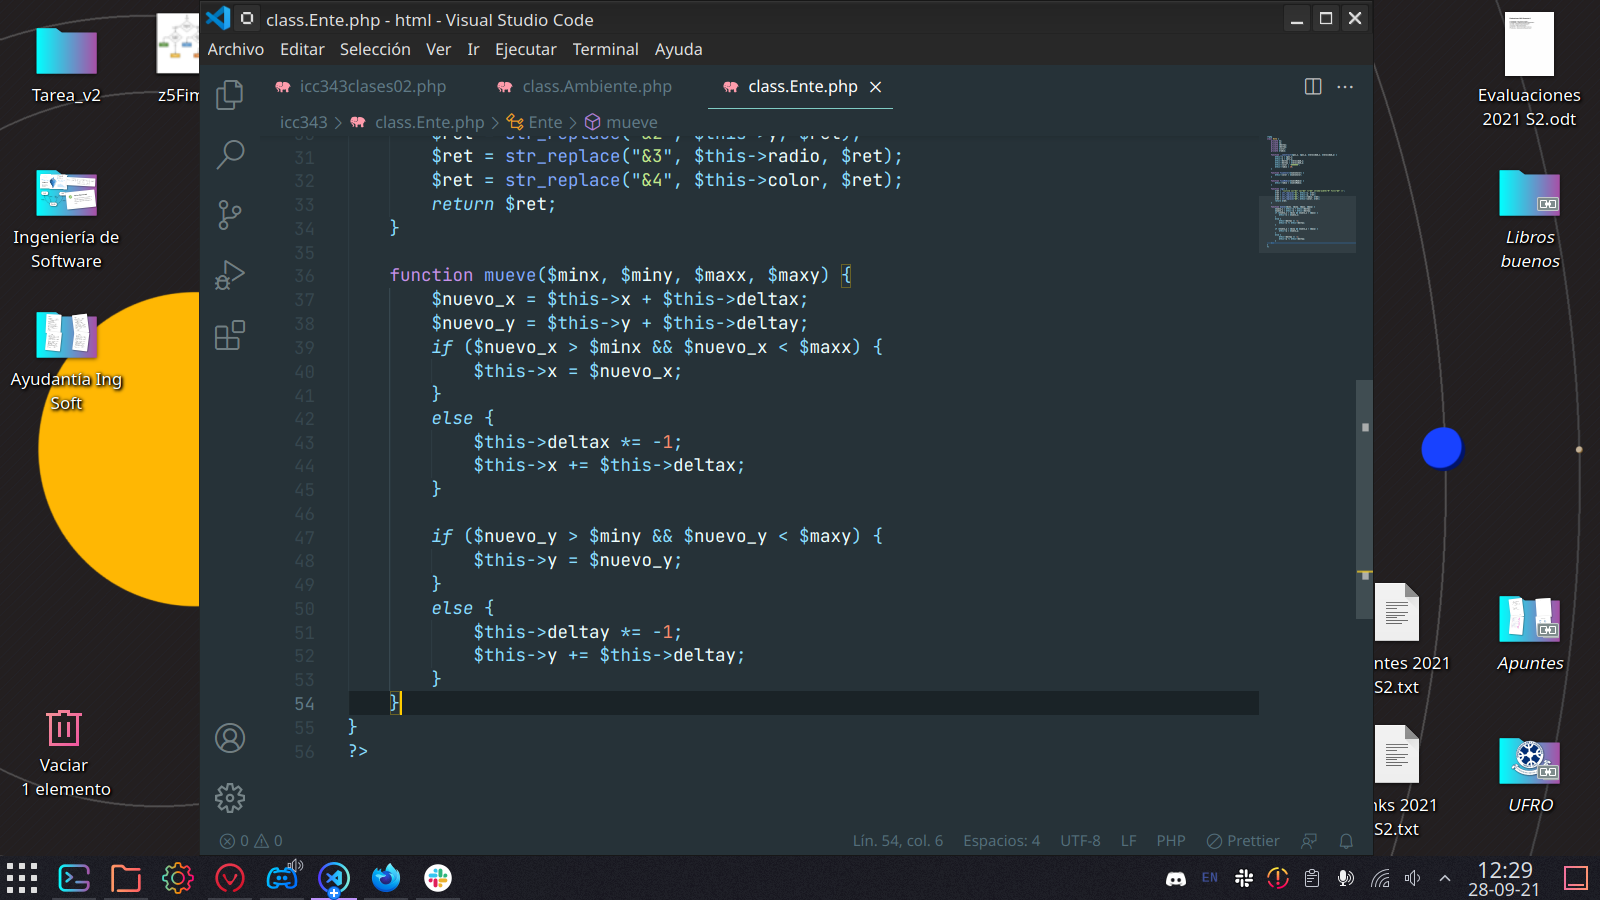 class.Ente.php - html - Visual Studio Code
Archivo Editar Selección Ver Ir Ejecutar Terminal Ayuda
icc343clases02.php class.Ambiente.php class.Ente.php
icc343 > class.Ente.php > Ente > mueve
31 $ret = str_replace("&3", $this->radio, $ret);
32 $ret = str_replace("&4", $this->color, $ret);
33 return $ret;
34 }
35
36 function mueve($minx, $miny, $maxx, $maxy) {
37 $nuevo_x = $this->x + $this->deltax;
38 $nuevo_y = $this->y + $this->deltay;
39 if ($nuevo_x > $minx && $nuevo_x < $maxx) {
40 $this->x = $nuevo_x;
41 }
42 else {
43 $this->deltax *= -1;
44 $this->x += $this->deltax;
45 }
46
47 if ($nuevo_y > $miny && $nuevo_y < $maxy) {
48 $this->y = $nuevo_y;
49 }
50 else {
51 $this->deltay *= -1;
52 $this->y += $this->deltay;
53 }
54 }
55 }
56 ?>
0 0 Lín. 54, col. 6 Espacios: 4 UTF-8 LF PHP Prettier
Tarea_v2
z5Fim
Ingeniería de
Software
Ayudantía Ing
Soft
Vaciar
1 elemento
Evaluaciones
2021 S2.odt
Libros
buenos
ntes 2021
S2.txt
Apuntes
nks 2021
S2.txt
UFRO
EN
12:29
28-09-21